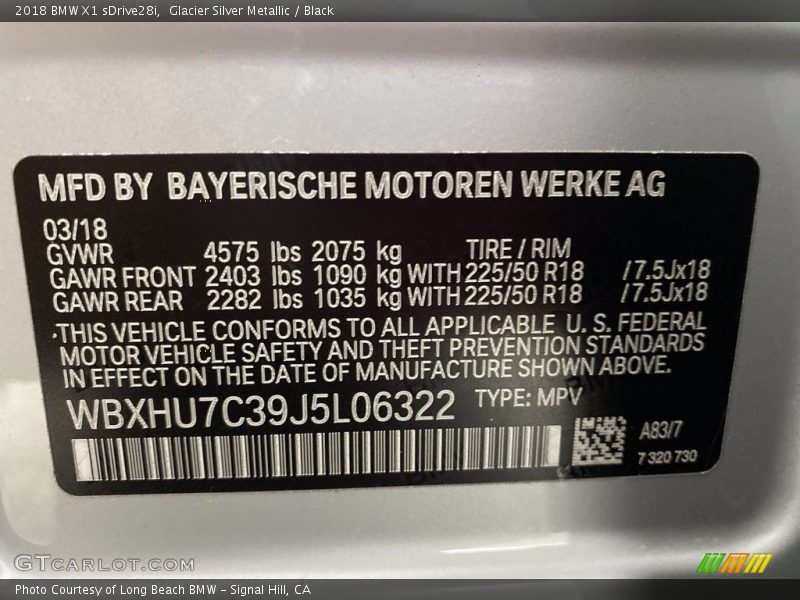 2018 BMW X1 sDrive28i, Glacier Silver Metallic / Black
MFD BY BAYERISCHE MOTOREN WERKE AG
03/18
GVWR 4575 lbs 2075 kg TIRE / RIM
GAWR FRONT 2403 lbs 1090 kg WITH 225/50 R18 /7.5Jx18
GAWR REAR 2282 lbs 1035 kg WITH 225/50 R18 /7.5Jx18
THIS VEHICLE CONFORMS TO ALL APPLICABLE U. S. FEDERAL
MOTOR VEHICLE SAFETY AND THEFT PREVENTION STANDARDS
IN EFFECT ON THE DATE OF MANUFACTURE SHOWN ABOVE.
WBXHU7C39J5L06322 TYPE: MPV
A83/7
7 320 730
GTCARLOT.COM
Photo Courtesy of Long Beach BMW - Signal Hill, CA